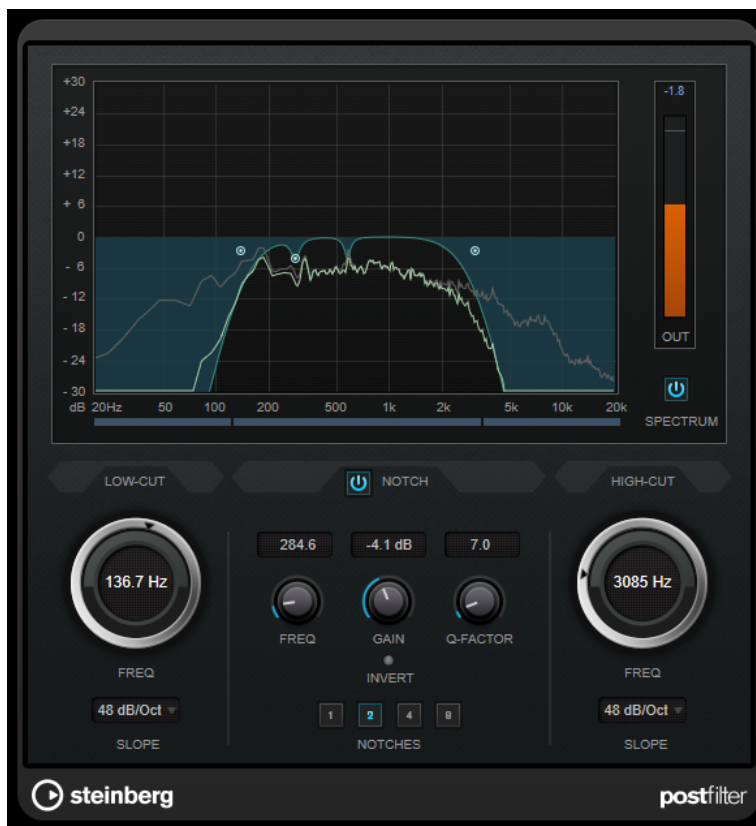 +30
-1.8
+24
+18
+12
+ 6
0
- 6
- 12
- 18
- 24
OUT
- 30
dB 20Hz 50 100 200 500 1k 2k 5k 10k 20k
SPECTRUM
LOW-CUT
NOTCH
HIGH-CUT
284.6 -4.1 dB 7.0
136.7 Hz
3085 Hz
FREQ GAIN Q-FACTOR
FREQ
INVERT
FREQ
48 dB/Oct
1 2 4 8
48 dB/Oct
SLOPE
NOTCHES
SLOPE
steinberg
postfilter